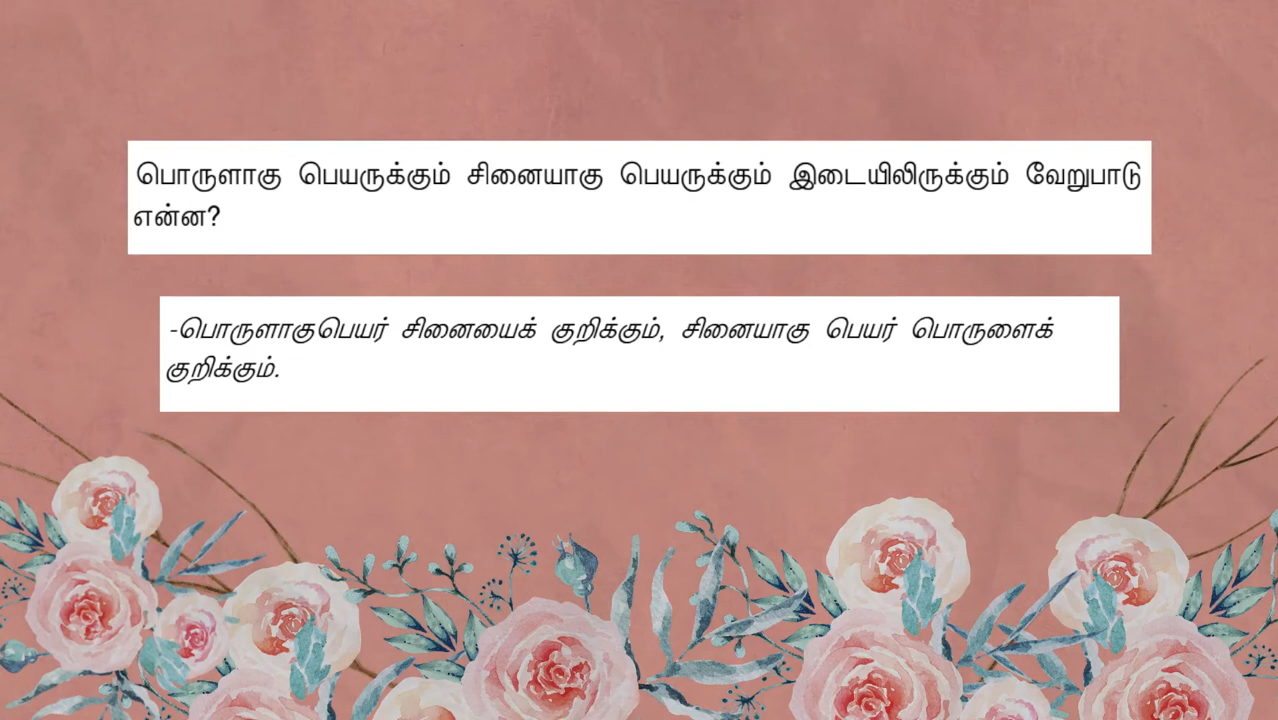 பொருளாகு பெயருக்கும் சினையாகு பெயருக்கும் இடையிலிருக்கும் வேறுபாடு
என்ன?
-பொருளாகுபெயர் சினையைக் குறிக்கும், சினையாகு பெயர் பொருளைக்
குறிக்கும்.